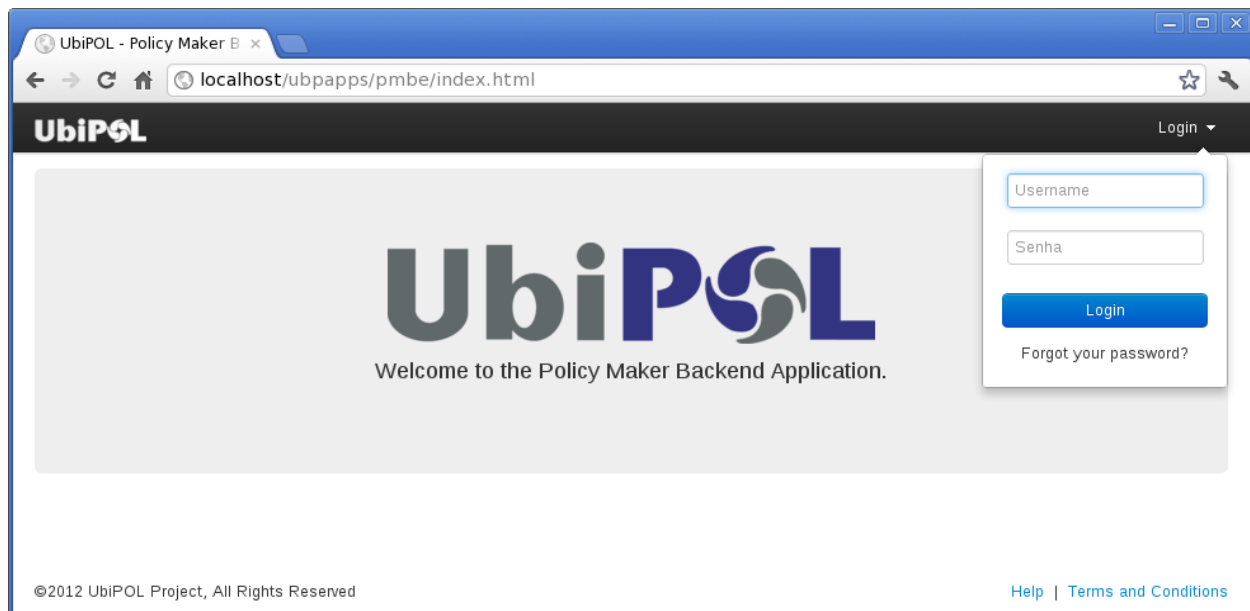 UbiPOL - Policy Maker B
localhost/ubpapps/pmbe/index.html
UbiPOL
Login
Username
Senha
Login
Forgot your password?
UbiPOL
Welcome to the Policy Maker Backend Application.
©2012 UbiPOL Project, All Rights Reserved
Help | Terms and Conditions